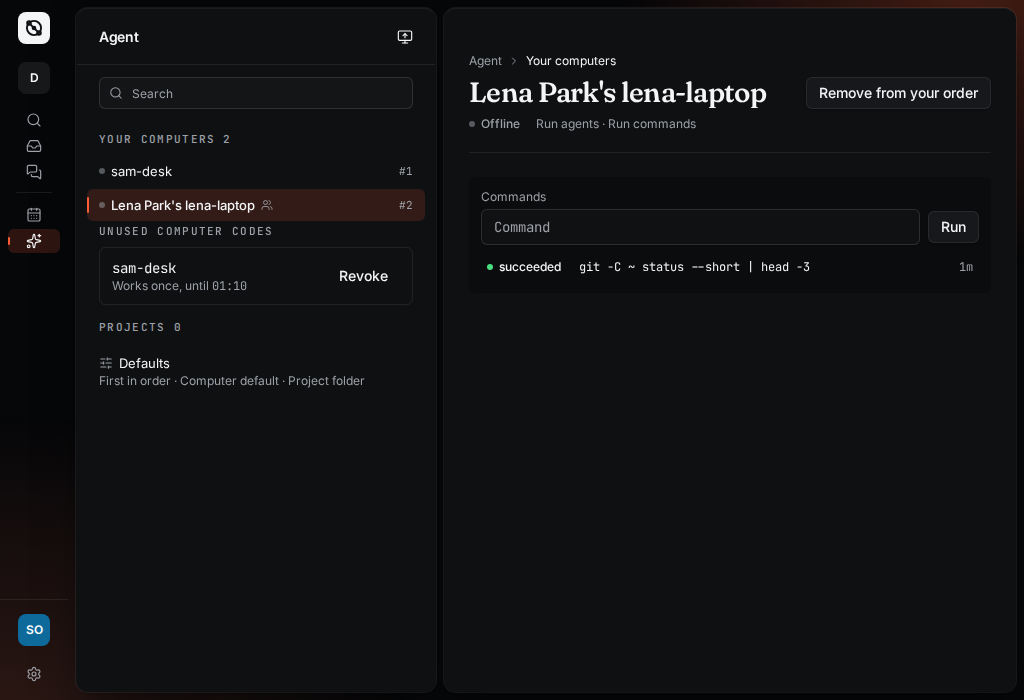 D
SO
Agent
Search
YOUR COMPUTERS 2
sam-desk #1
Lena Park's lena-laptop #2
UNUSED COMPUTER CODES
sam-desk
Works once, until 01:10
Revoke
PROJECTS 0
Defaults
First in order · Computer default · Project folder
Agent > Your computers
Lena Park's lena-laptop
Remove from your order
Offline Run agents · Run commands
Commands
Command
Run
succeeded git -C ~ status --short | head -3 1m